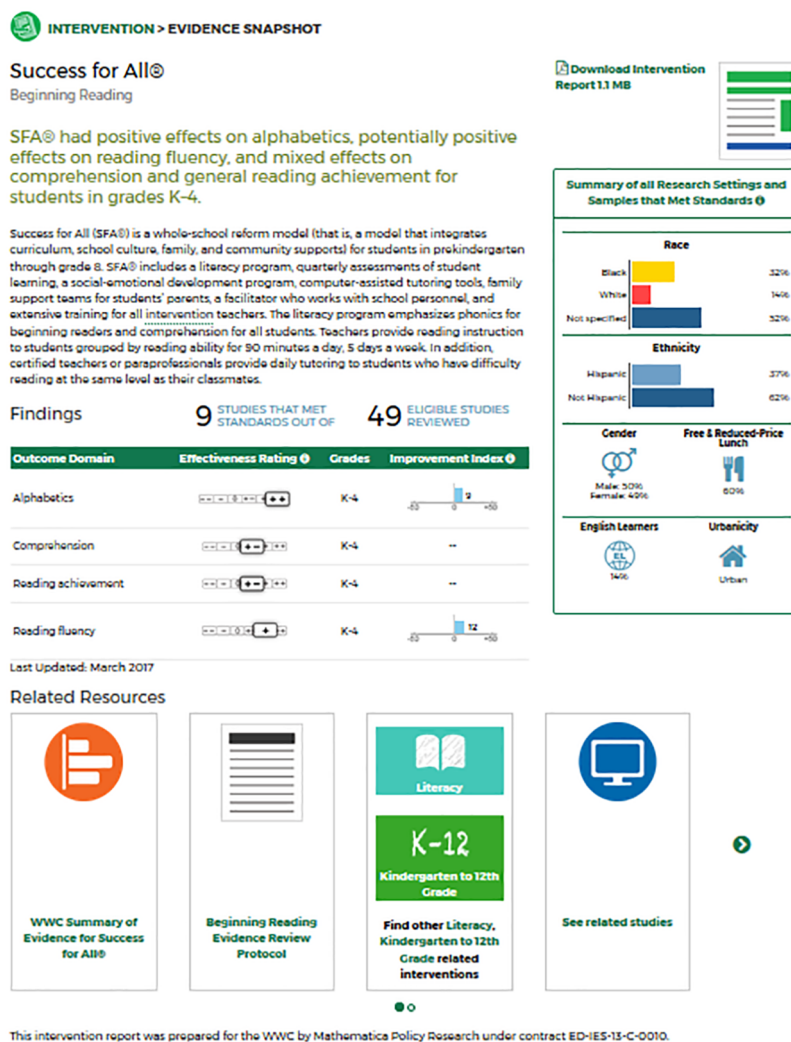 INTERVENTION > EVIDENCE SNAPSHOT
Success for All®
Beginning Reading
SFA® had positive effects on alphabetics, potentially positive
effects on reading fluency, and mixed effects on
comprehension and general reading achievement for
students in grades K-4.
Success for All (SFA®) is a whole-school reform model (that is, a model that integrates
curriculum, school culture, family, and community supports) for students in prekindergarten
through grade 8. SFA® includes a literacy program, quarterly assessments of student
learning, a social-emotional development program, computer-assisted tutoring tools, family
support teams for students' parents, a facilitator who works with school personnel, and
extensive training for all intervention teachers. The literacy program emphasizes phonics for
beginning readers and comprehension for all students. Teachers provide reading instruction
to students grouped by reading ability for 90 minutes a day, 5 days a week. In addition,
certified teachers or paraprofessionals provide daily tutoring to students who have difficulty
reading at the same level as their classmates.
Findings
9 STUDIES THAT MET
STANDARDS OUT OF
49 ELIGIBLE STUDIES
REVIEWED
Outcome Domain Effectiveness Rating Grades Improvement Index
Alphabetics -- - 0 +- + ++ K-4 -50 0 +50 9
Comprehension -- - 0 +- + ++ K-4 --
Reading achievement -- - 0 +- + ++ K-4 --
Reading fluency -- - 0 +- + ++ K-4 -50 0 +50 12
Last Updated: March 2017
Download Intervention
Report 1.1 MB
Summary of all Research Settings and
Samples that Met Standards
Race
Black 32%
White 14%
Not specified 52%
Ethnicity
Hispanic 37%
Not Hispanic 62%
Gender
Male: 50%
Female: 49%
Free & Reduced-Price
Lunch
60%
English Learners
EL
14%
Urbanicity
Urban
Related Resources
WWC Summary of
Evidence for Success
for All®
Beginning Reading
Evidence Review
Protocol
Literacy
K-12
Kindergarten to 12th
Grade
Find other Literacy,
Kindergarten to 12th
Grade related
interventions
See related studies
This intervention report was prepared for the WWC by Mathematica Policy Research under contract ED-IES-13-C-0010.